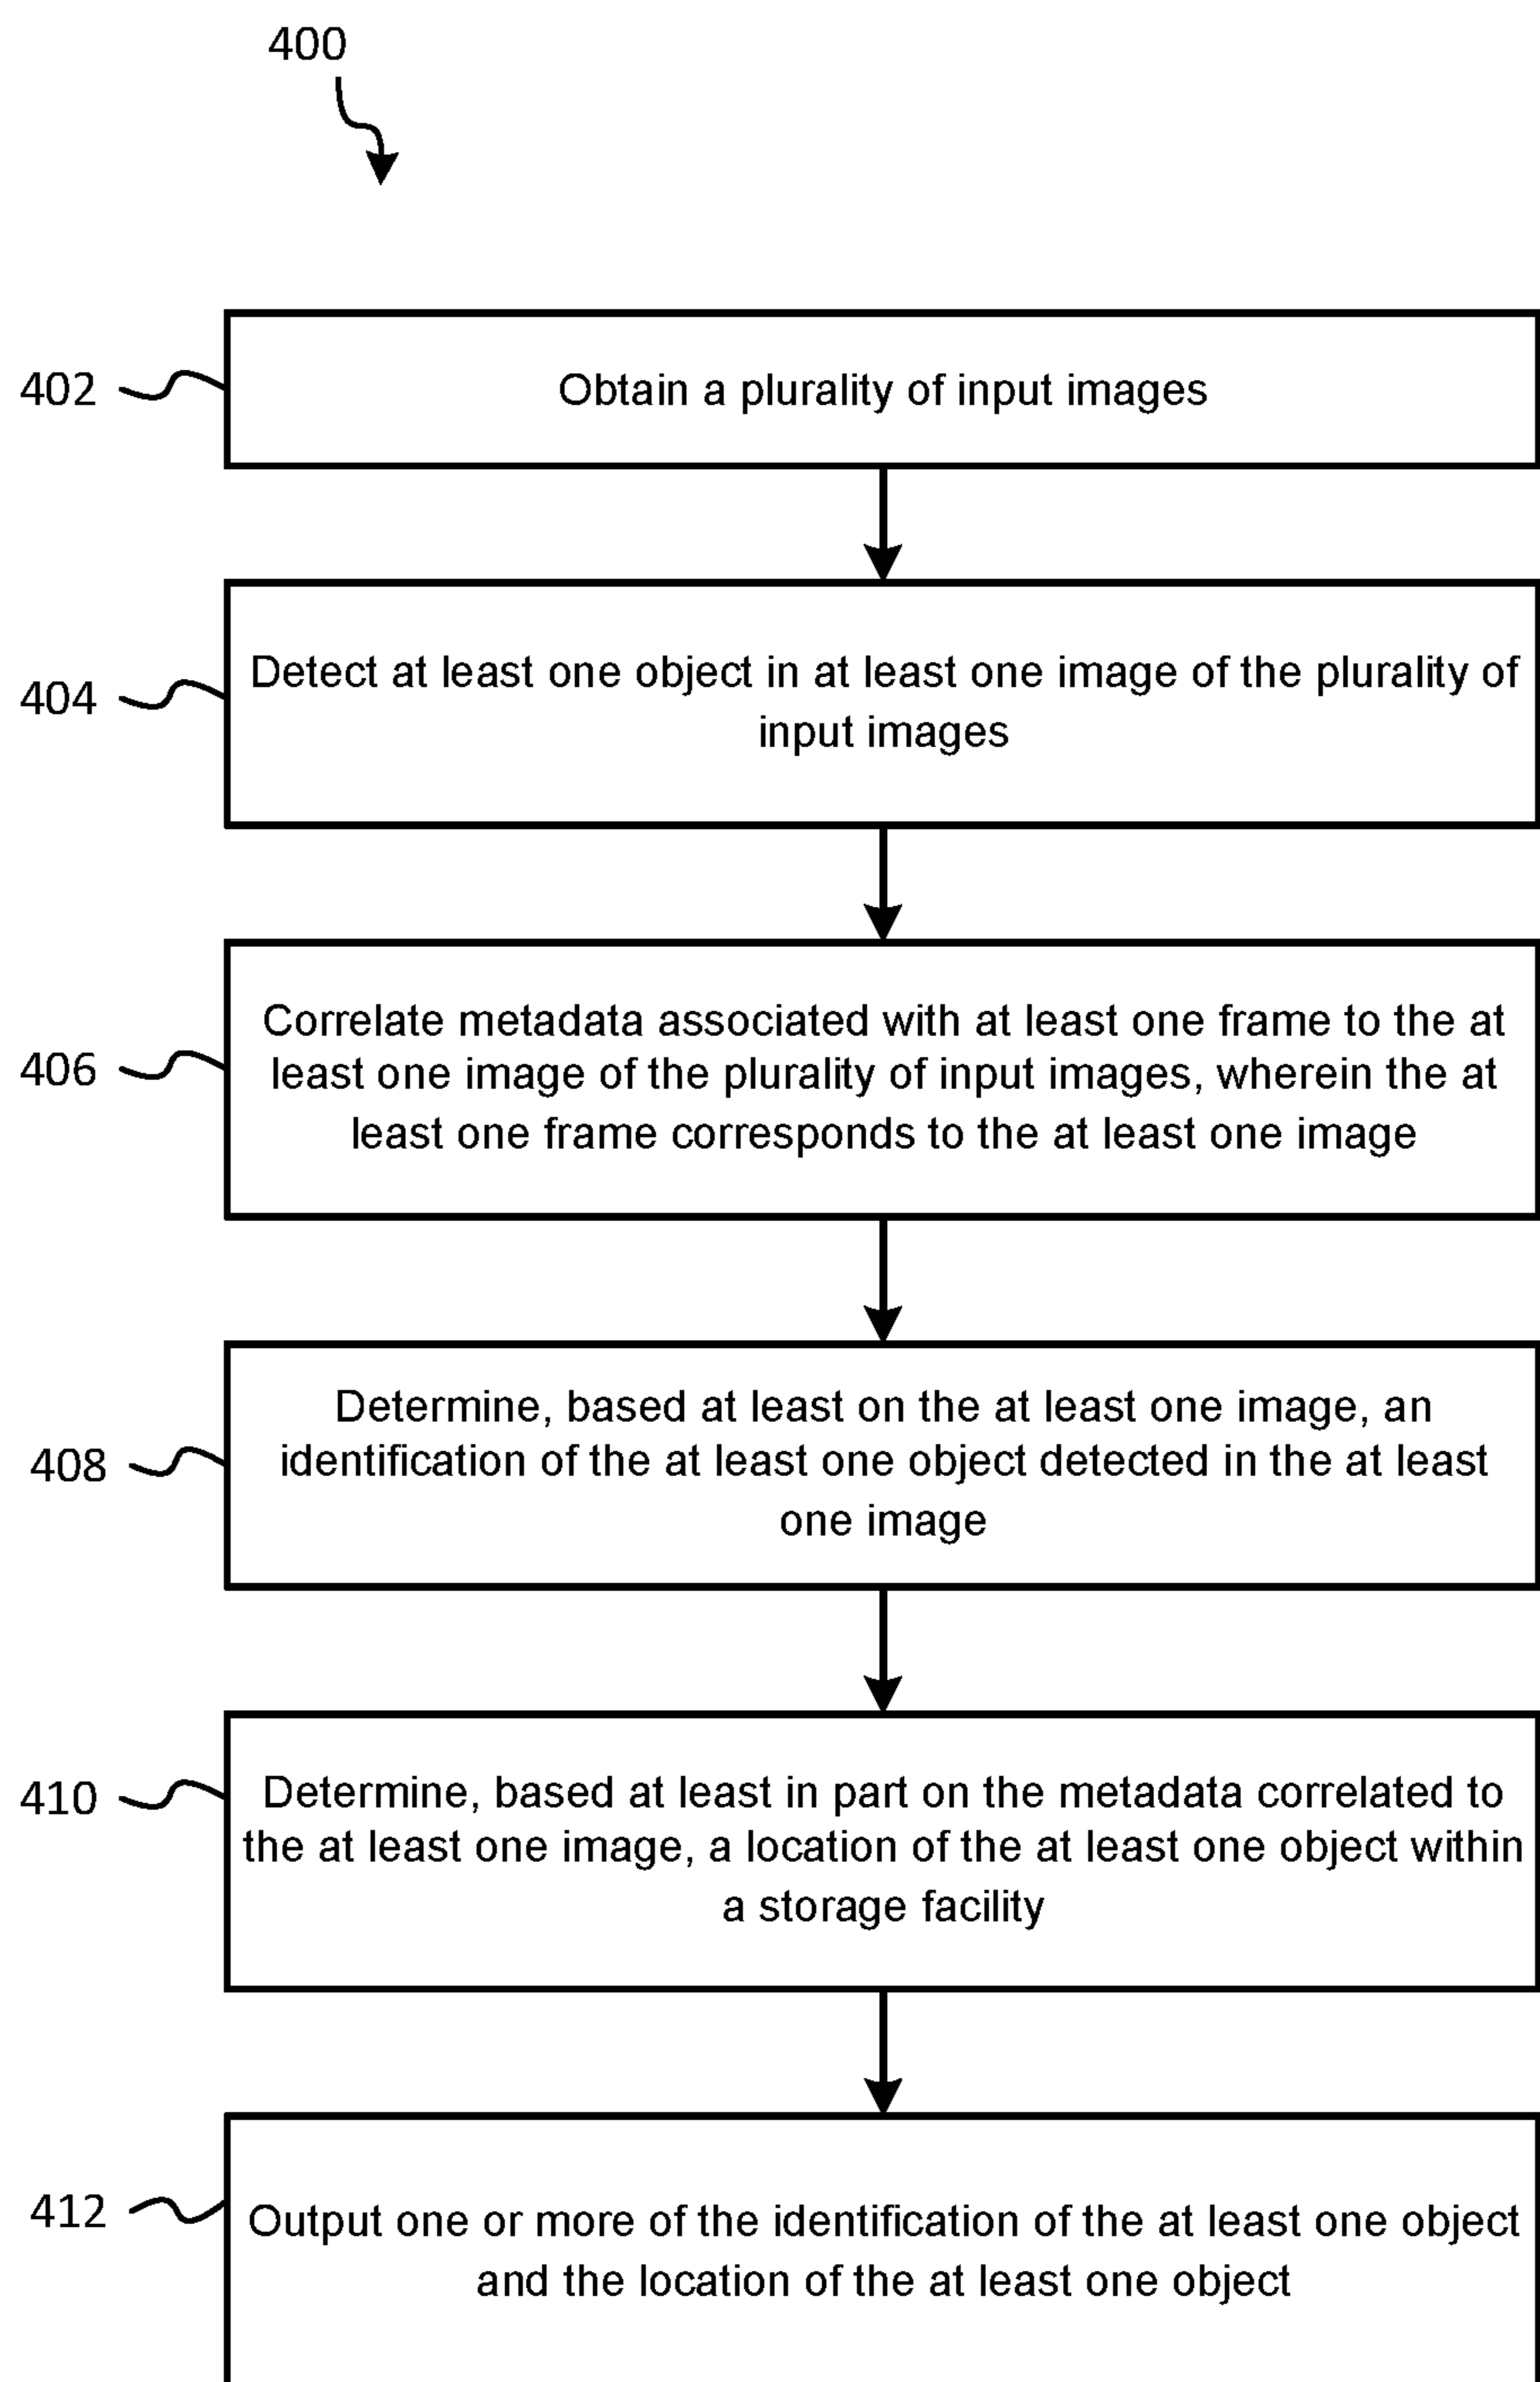 400
402
Obtain a plurality of input images
404
Detect at least one object in at least one image of the plurality of
input images
406
Correlate metadata associated with at least one frame to the at
least one image of the plurality of input images, wherein the at
least one frame corresponds to the at least one image
408
Determine, based at least on the at least one image, an
identification of the at least one object detected in the at least
one image
410
Determine, based at least in part on the metadata correlated to
the at least one image, a location of the at least one object within
a storage facility
412
Output one or more of the identification of the at least one object
and the location of the at least one object